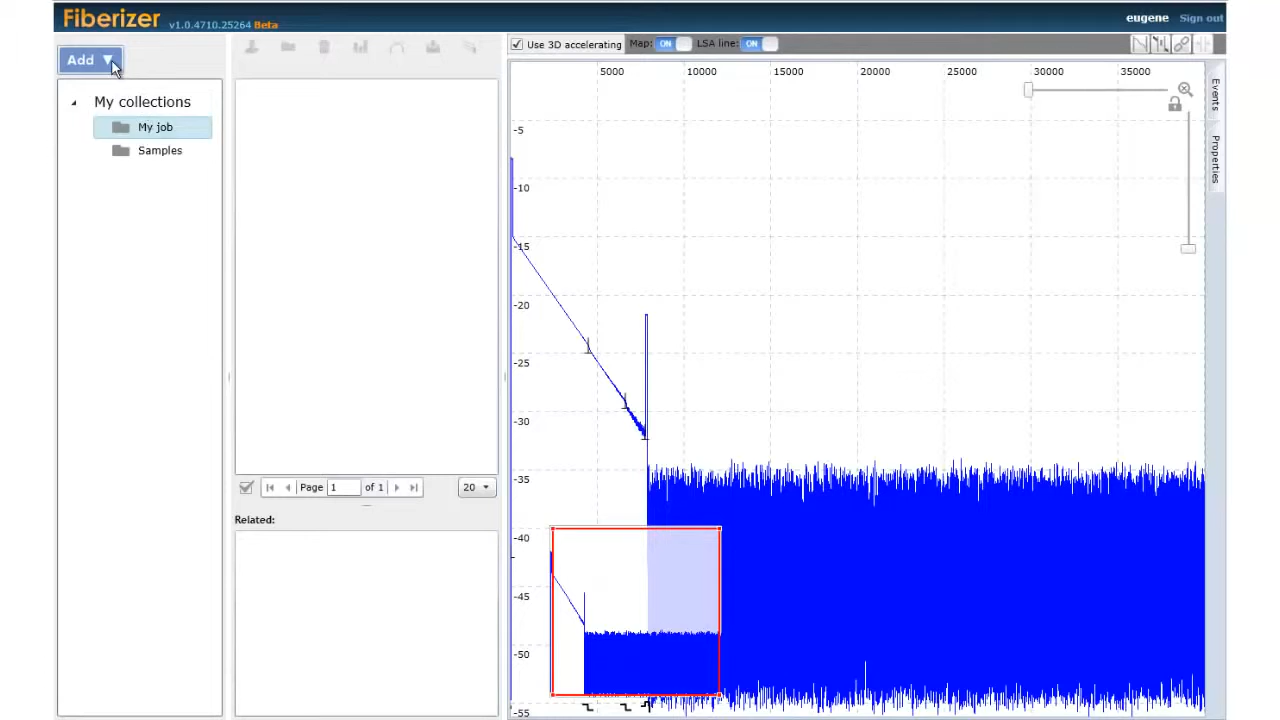 Fiberizer v1.0.4710.25264 Beta
eugene Sign out
Add ▼
Use 3D accelerating Map: ON LSA line: ON
My collections
My job
Samples
5000 10000 15000 20000 25000 30000 35000
-5
-10
-15
-20
-25
-30
-35
-40
-45
-50
-55
Events
Properties
Page 1 of 1 20
Related: